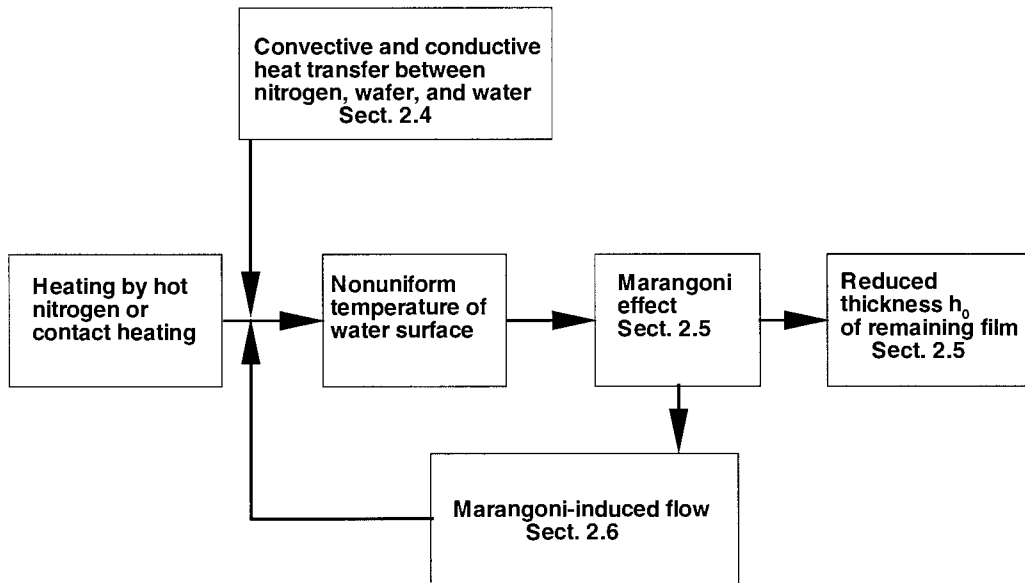 Convective and conductive
heat transfer between
nitrogen, wafer, and water
Sect. 2.4
Heating by hot
nitrogen or
contact heating
Nonuniform
temperature of
water surface
Marangoni
effect
Sect. 2.5
Reduced
thickness h₀
of remaining film
Sect. 2.5
Marangoni-induced flow
Sect. 2.6